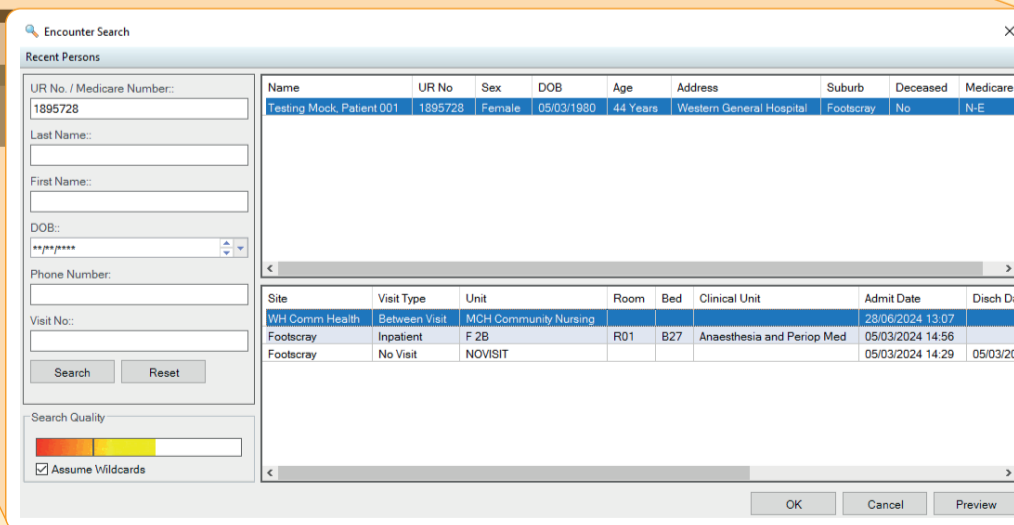 Encounter Search
Recent Persons
UR No. / Medicare Number::
1895728
Last Name::
First Name::
DOB::
**/**/****
Phone Number:
Visit No::
Search Reset
Search Quality
Assume Wildcards
Name UR No Sex DOB Age Address Suburb Deceased Medicare
Testing Mock, Patient 001 1895728 Female 05/03/1980 44 Years Western General Hospital Footscray No N-E
Site Visit Type Unit Room Bed Clinical Unit Admit Date Disch Da
WH Comm Health Between Visit MCH Community Nursing 28/06/2024 13:07
Footscray Inpatient F 2B R01 B27 Anaesthesia and Periop Med 05/03/2024 14:56
Footscray No Visit NOVISIT 05/03/2024 14:29 05/03/20
OK Cancel Preview